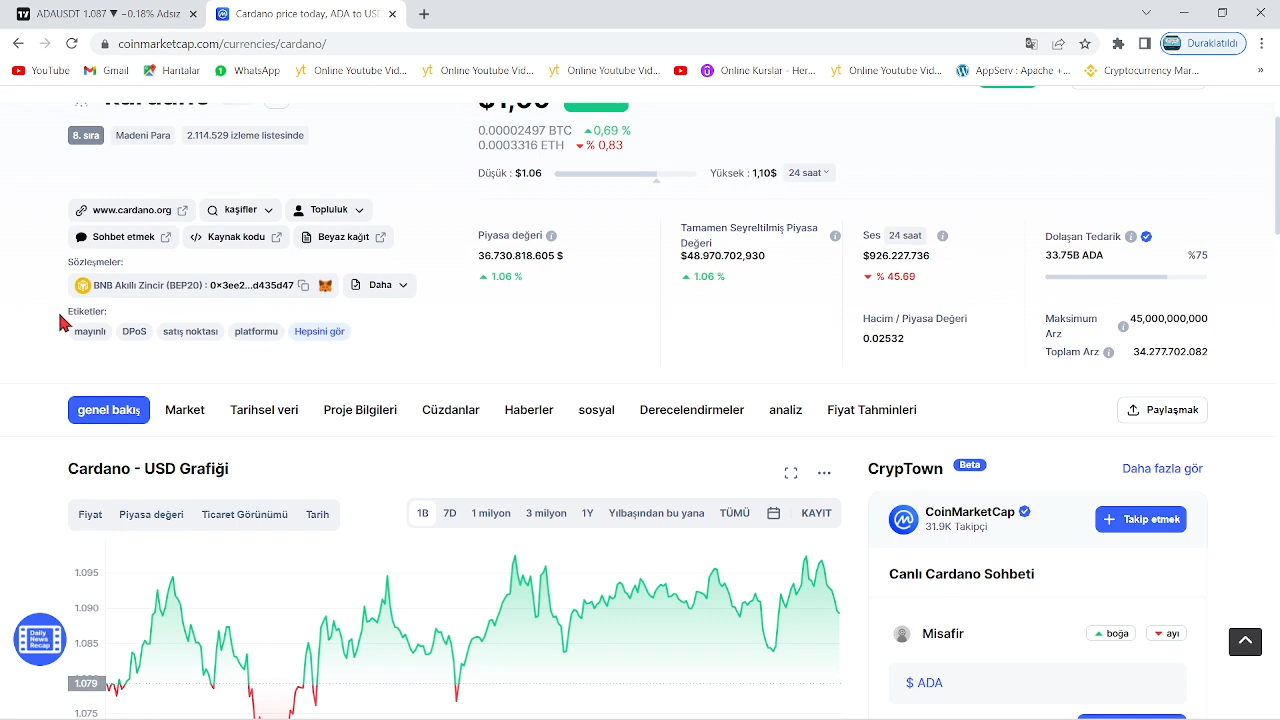 ADAUSDT 1.087 ▼ −0.18% Adsız
Cardano price today, ADA to USD
coinmarketcap.com/currencies/cardano/
Duraklatıldı
YouTube
Gmail
Haritalar
WhatsApp
Online Youtube Vid...
Online Youtube Vid...
Online Youtube Vid...
Online Kurslar - Her...
Online Youtube Vid...
AppServ : Apache +...
Cryptocurrency Mar...
8. sıra
Madeni Para
2.114.529 izleme listesinde
0.00002497 BTC ▲0,69 %
0.0003316 ETH ▼% 0,83
Düşük : $1.06
Yüksek : 1,10$
24 saat
www.cardano.org
kaşifler
Topluluk
Sohbet etmek
Kaynak kodu
Beyaz kağıt
Sözleşmeler:
BNB Akıllı Zincir (BEP20) : 0x3ee2...d435d47
Daha
Etiketler:
mayınlı
DPoS
satış noktası
platformu
Hepsini gör
Piyasa değeri
36.730.818.605 $
▲ 1.06 %
Tamamen Seyreltilmiş Piyasa
Değeri
$48.970.702,930
▲ 1.06 %
Ses 24 saat
$926.227.736
▼ % 45.69
Hacim / Piyasa Değeri
0.02532
Dolaşan Tedarik
33.75B ADA
%75
Maksimum
Arz
45,000,000,000
Toplam Arz
34.277.702.082
genel bakış
Market
Tarihsel veri
Proje Bilgileri
Cüzdanlar
Haberler
sosyal
Derecelendirmeler
analiz
Fiyat Tahminleri
Paylaşmak
Cardano - USD Grafiği
Fiyat
Piyasa değeri
Ticaret Görünümü
Tarih
1B
7D
1 milyon
3 milyon
1Y
Yılbaşından bu yana
TÜMÜ
KAYIT
1.095
1.090
1.085
1.079
1.075
Daily
News
Recap
CrypTown Beta
Daha fazla gör
CoinMarketCap
31.9K Takipçi
Takip etmek
Canlı Cardano Sohbeti
Misafir
▲ boğa
▼ ayı
$ ADA